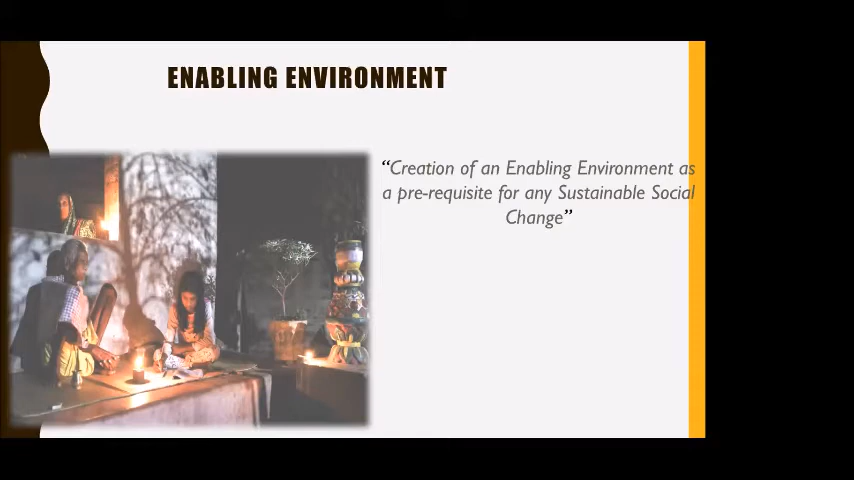 ENABLING ENVIRONMENT
“Creation of an Enabling Environment as
a pre-requisite for any Sustainable Social
Change”